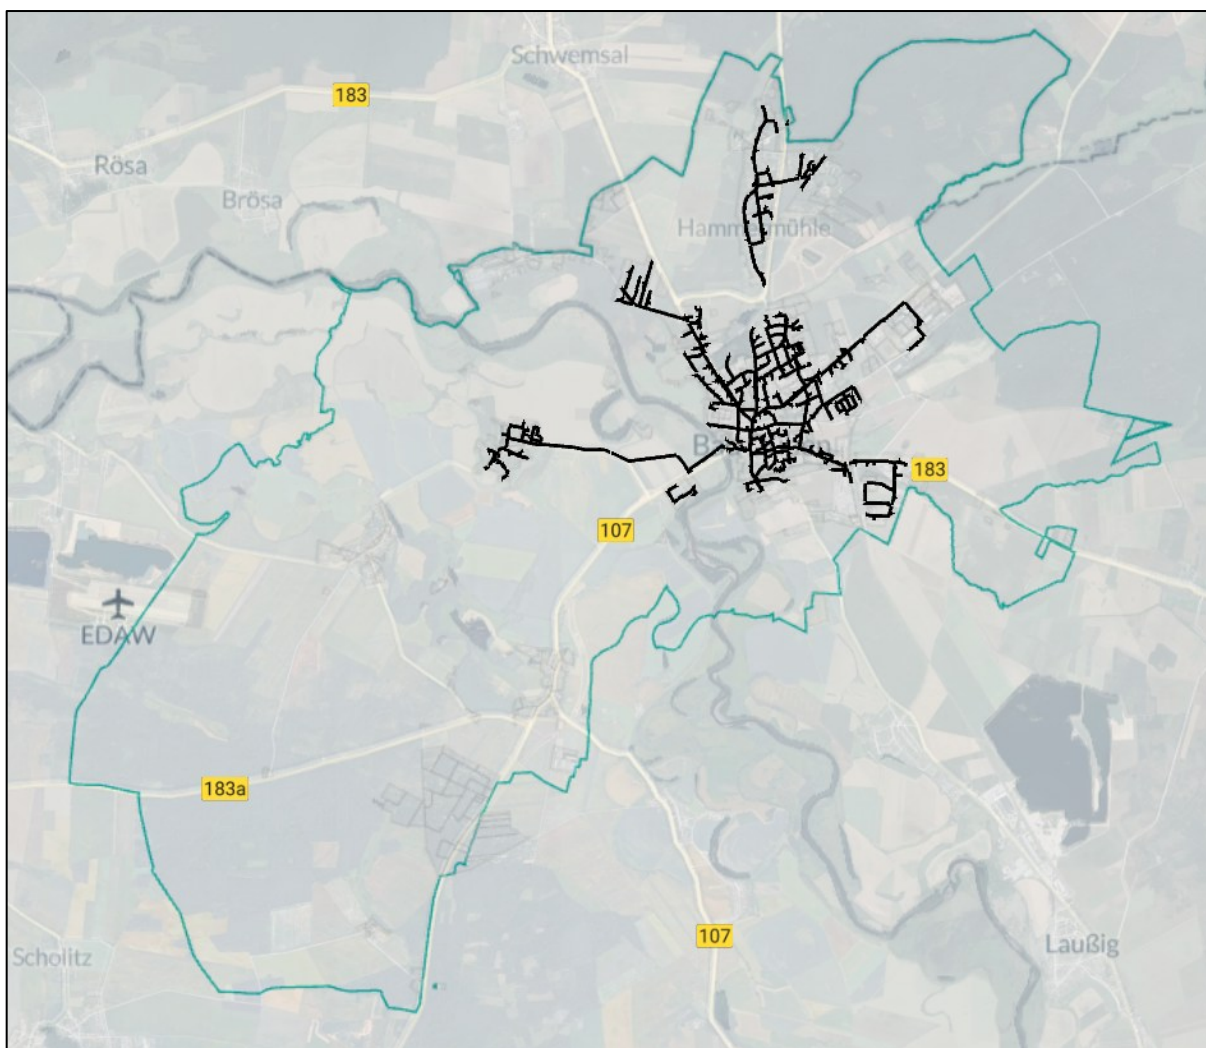 Schwemsal
183
Rösa
Brösa
Hammermühle
183
107
EDAW
183a
107
Laußig
Scholitz